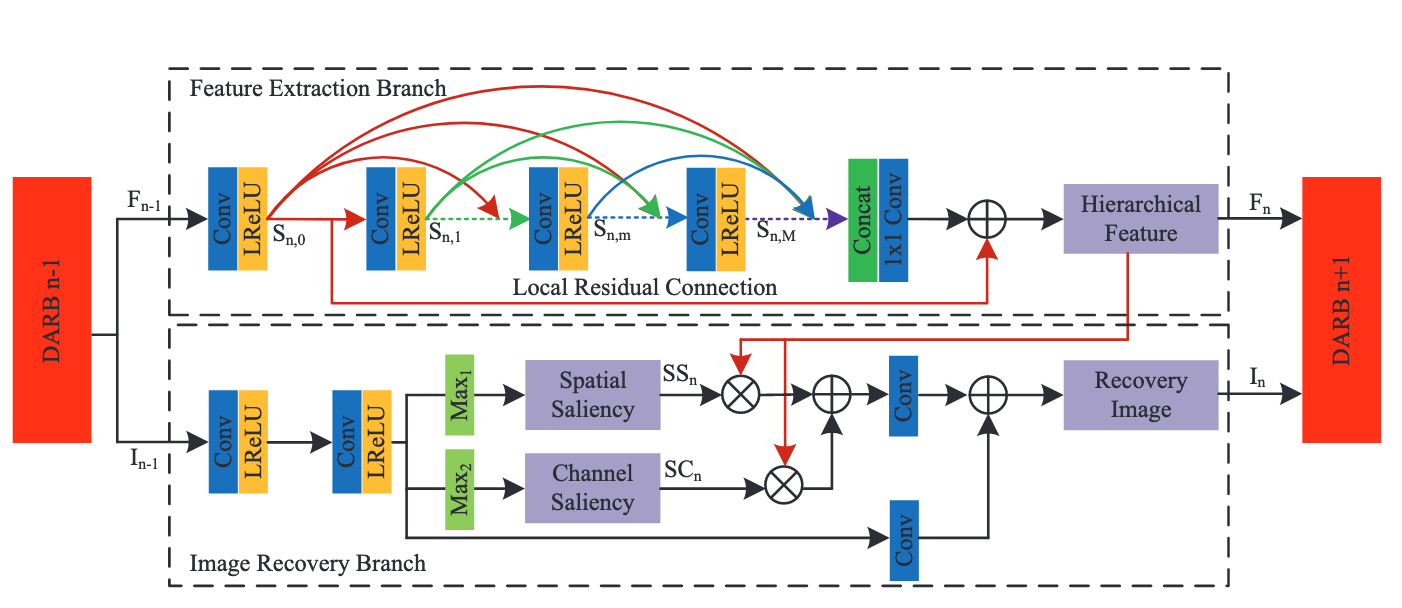 Feature Extraction Branch
DARB n-1
F_{n-1}
Conv
LReLU
S_{n,0}
Conv
LReLU
S_{n,1}
Conv
LReLU
S_{n,m}
Conv
LReLU
S_{n,M}
Concat
1x1 Conv
Hierarchical
Feature
F_n
DARB n+1
Local Residual Connection
I_{n-1}
Conv
LReLU
Conv
LReLU
Max_1
Spatial
Saliency
SS_n
Conv
Recovery
Image
I_n
Max_2
Channel
Saliency
SC_n
Conv
Image Recovery Branch